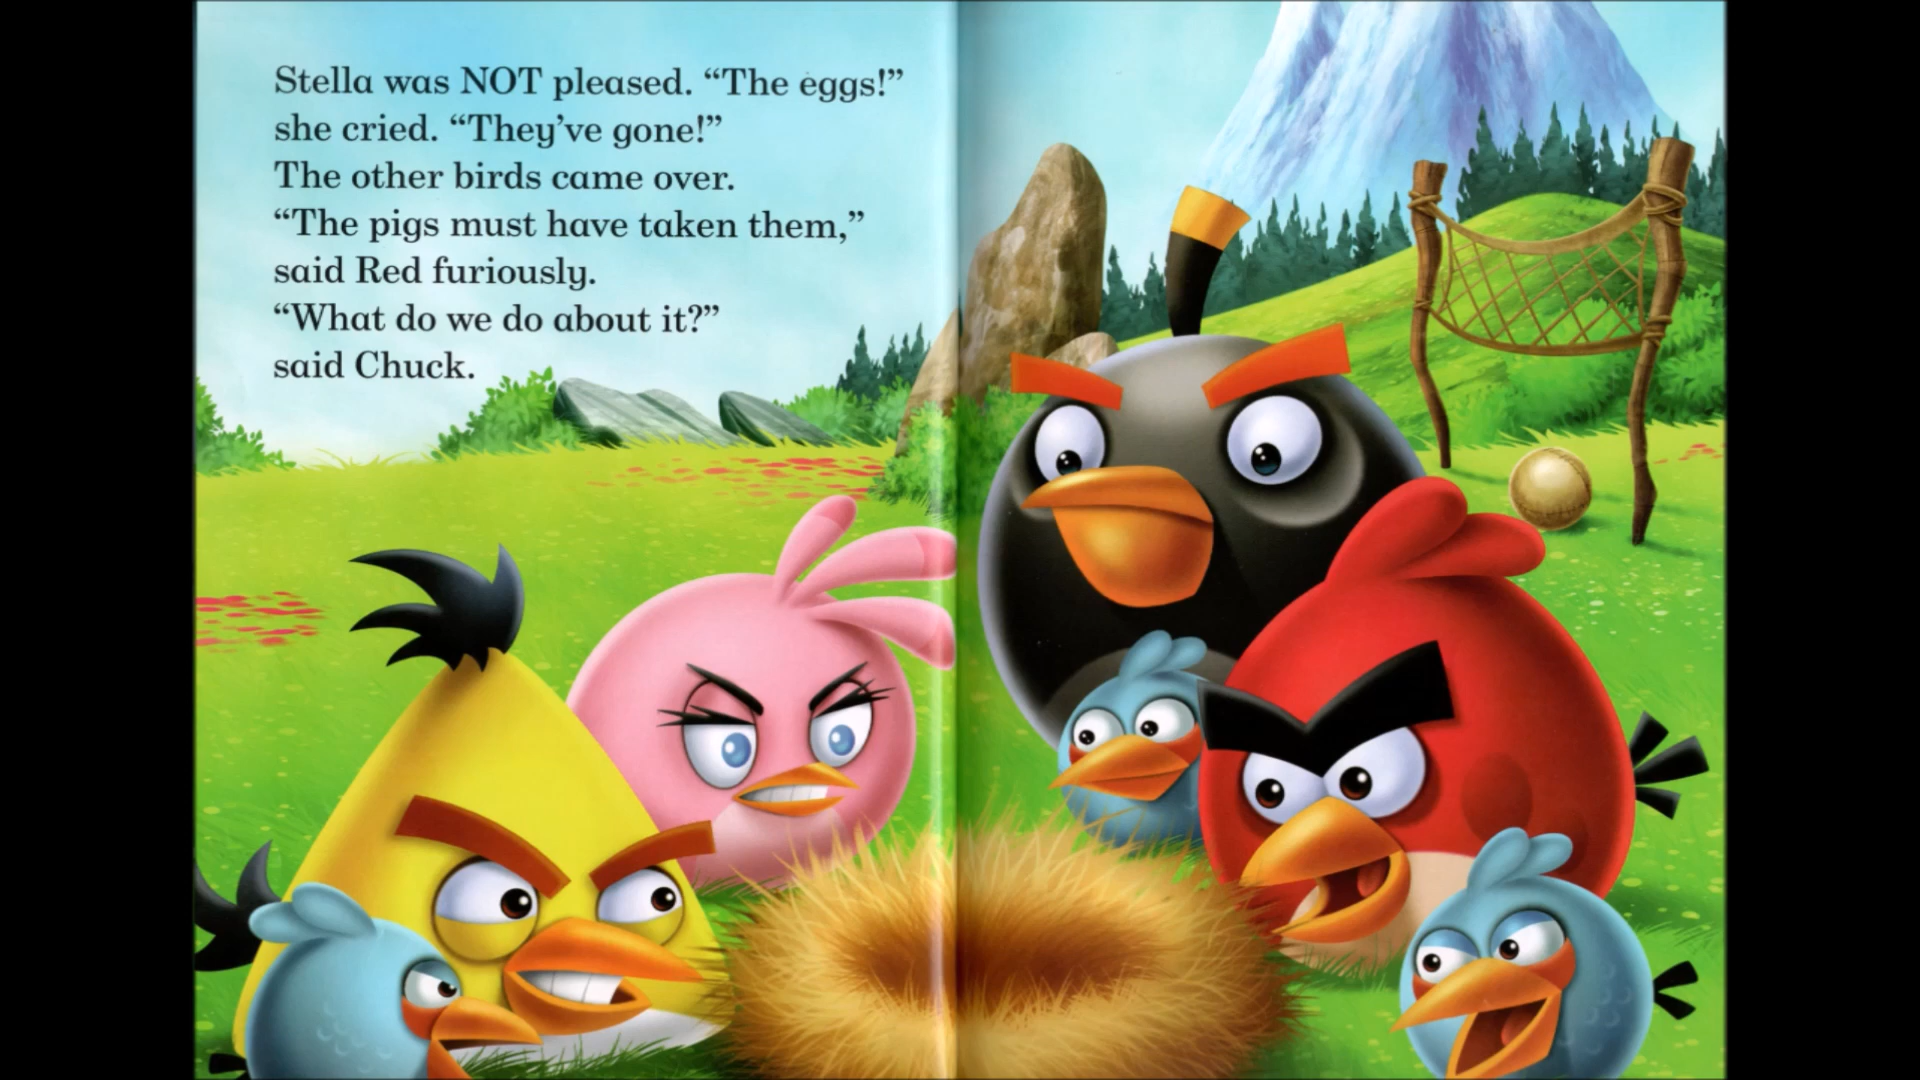 Stella was NOT pleased. “The eggs!”
she cried. “They’ve gone!”
The other birds came over.
“The pigs must have taken them,”
said Red furiously.
“What do we do about it?”
said Chuck.